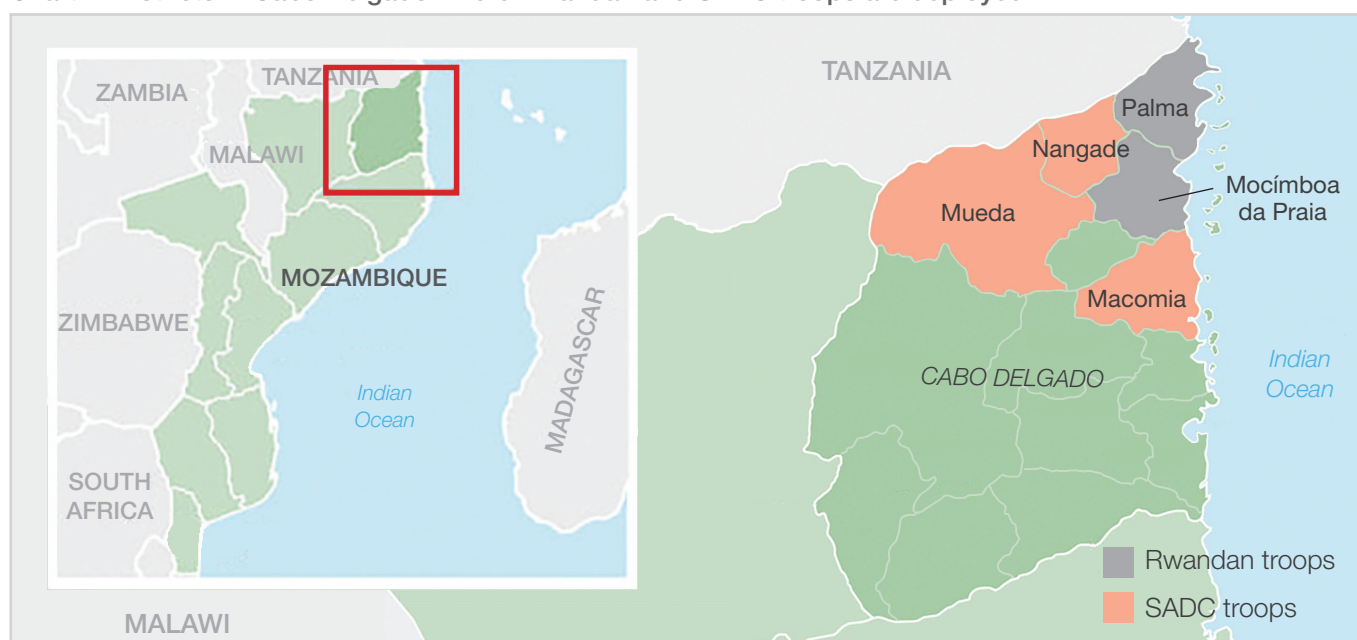 TANZANIA
ZAMBIA
MALAWI
MOZAMBIQUE
ZIMBABWE
MADAGASCAR
Indian
Ocean
SOUTH
AFRICA
TANZANIA
Palma
Nangade
Mocímboa
da Praia
Mueda
Macomia
CABO DELGADO
Indian
Ocean
Rwandan troops
SADC troops
MALAWI